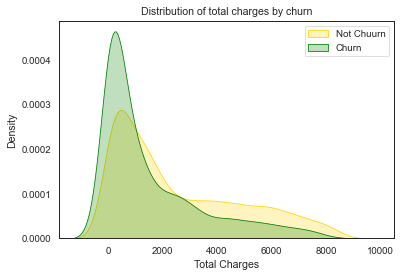 Distribution of total charges by churn
Not Chuurn
Churn
0.0004
0.0003
0.0002
0.0001
0.0000
Density
0
2000
4000
6000
8000
10000
Total Charges